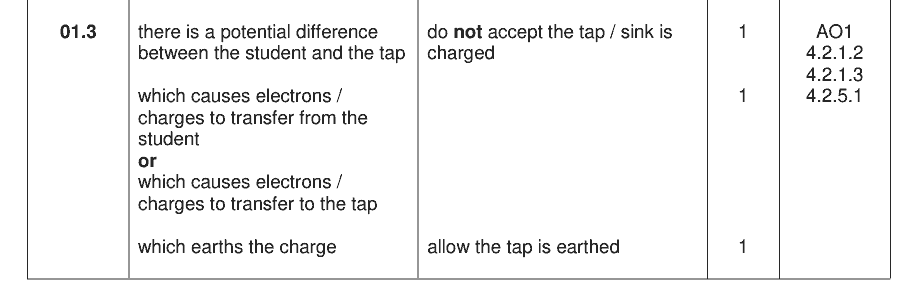 01.3
there is a potential difference
between the student and the tap
do not accept the tap / sink is
charged
1
AO1
4.2.1.2
4.2.1.3
4.2.5.1
which causes electrons /
charges to transfer from the
student
or
which causes electrons /
charges to transfer to the tap
1
which earths the charge
allow the tap is earthed
1